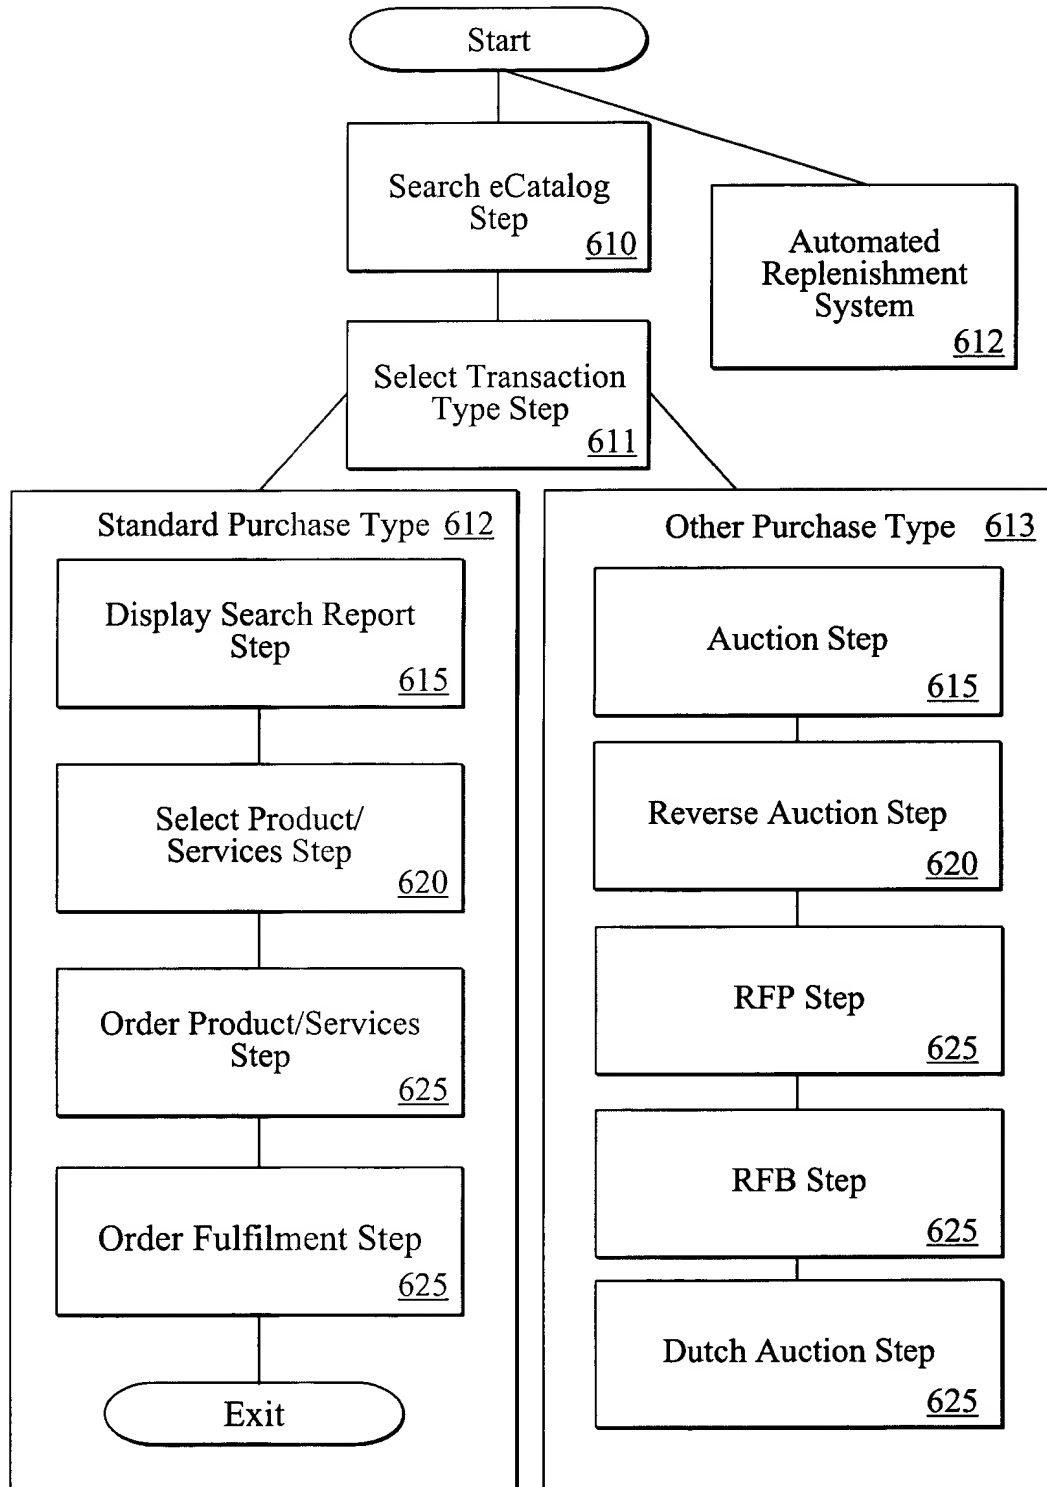 Start
Search eCatalog
Step
610
Automated
Replenishment
System
612
Select Transaction
Type Step
611
Standard Purchase Type 612
Display Search Report
Step
615
Select Product/
Services Step
620
Order Product/Services
Step
625
Order Fulfilment Step
625
Exit
Other Purchase Type 613
Auction Step
615
Reverse Auction Step
620
RFP Step
625
RFB Step
625
Dutch Auction Step
625